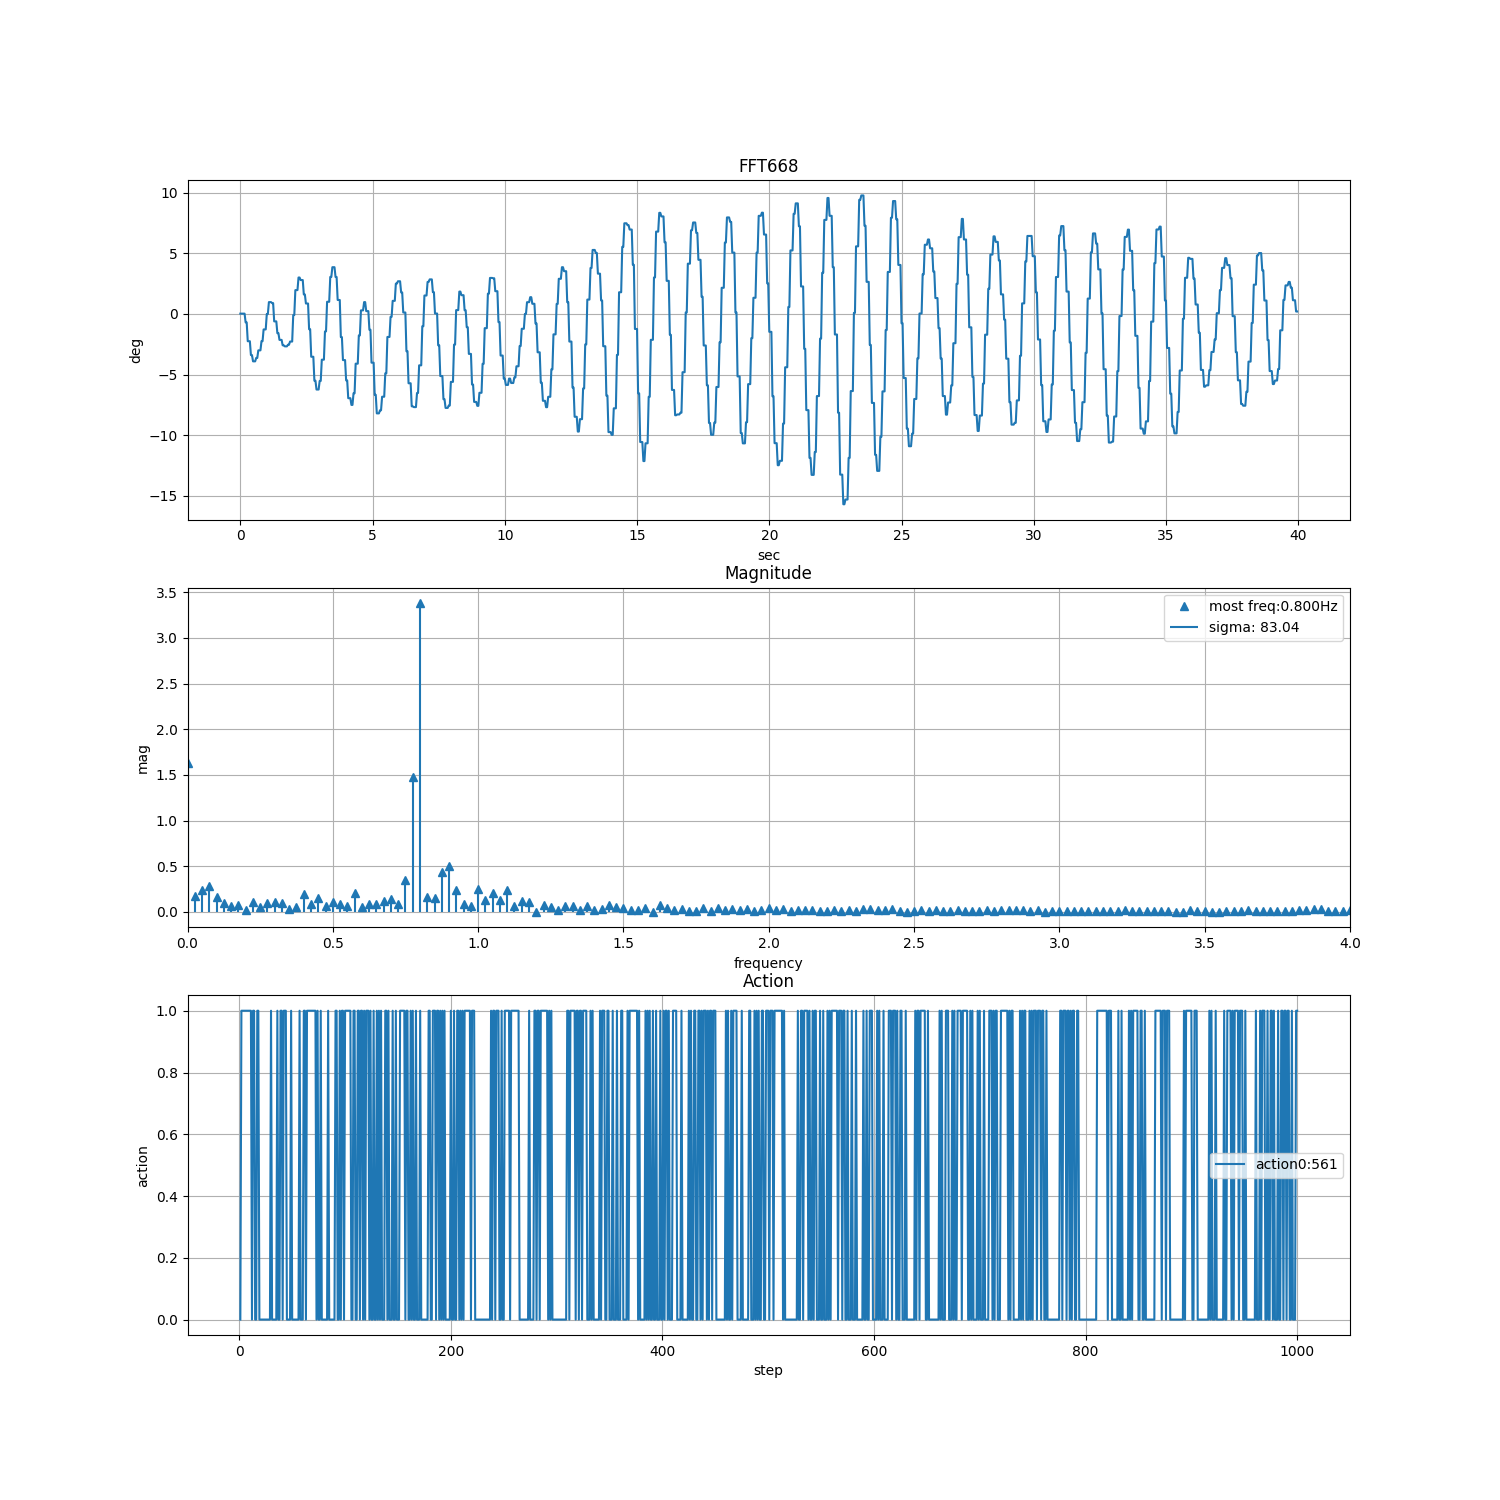 FFT668
10
5
0
−5
−10
−15
deg
0 5 10 15 20 25 30 35 40
sec
Magnitude
3.5
3.0
2.5
2.0
1.5
1.0
0.5
0.0
mag
most freq:0.800Hz
sigma: 83.04
0.0 0.5 1.0 1.5 2.0 2.5 3.0 3.5 4.0
frequency
Action
1.0
0.8
0.6
0.4
0.2
0.0
action
action0:561
0 200 400 600 800 1000
step